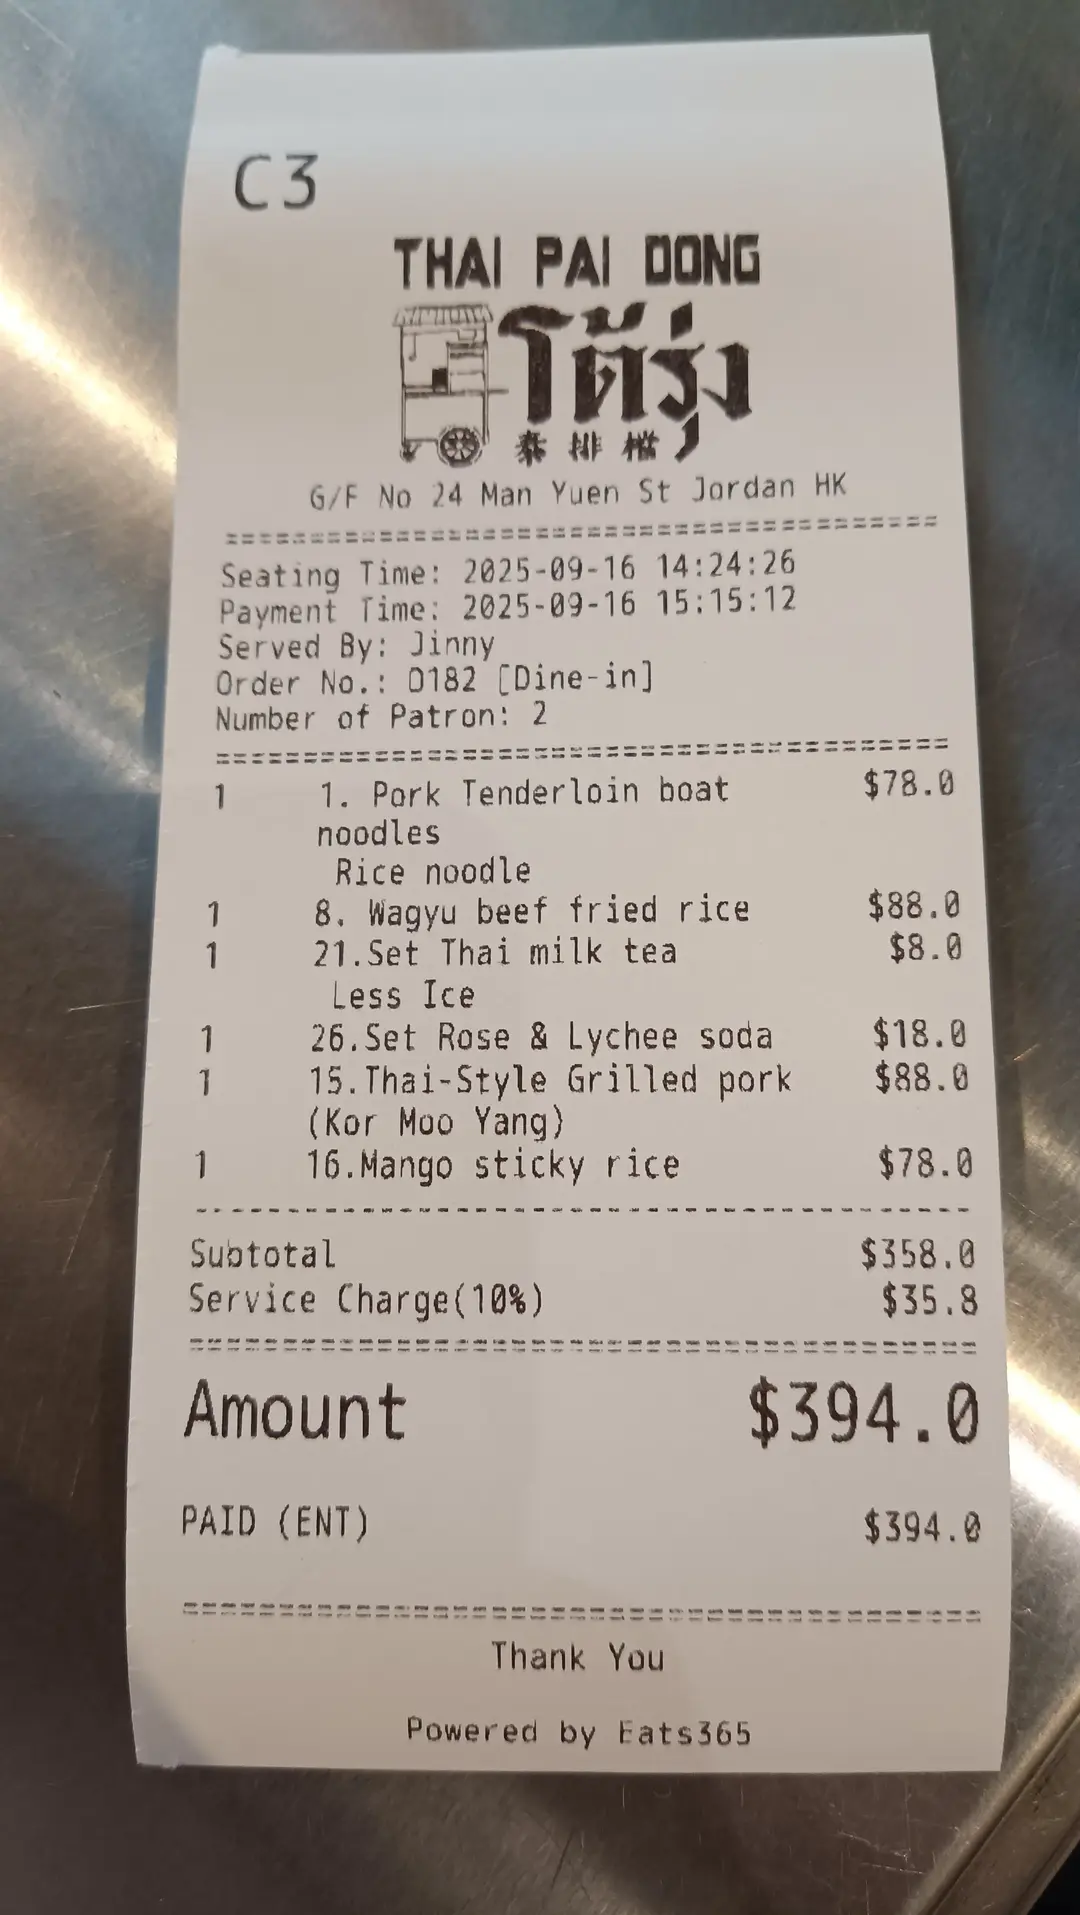 C3
THAI PAI DONG
โต้รุ่ง
泰排檔
G/F No 24 Man Yuen St Jordan HK
==========================================
Seating Time: 2025-09-16 14:24:26
Payment Time: 2025-09-16 15:15:12
Served By: Jinny
Order No.: 0182 [Dine-in]
Number of Patron: 2
==========================================
1 1. Pork Tenderloin boat $78.0
noodles
Rice noodle
1 8. Wagyu beef fried rice $88.0
1 21.Set Thai milk tea $8.0
Less Ice
1 26.Set Rose & Lychee soda $18.0
1 15.Thai-Style Grilled pork $88.0
(Kor Moo Yang)
1 16.Mango sticky rice $78.0
------------------------------------------
Subtotal $358.0
Service Charge(10%) $35.8
==========================================
Amount $394.0
PAID (ENT) $394.0
==========================================
Thank You
Powered by Eats365